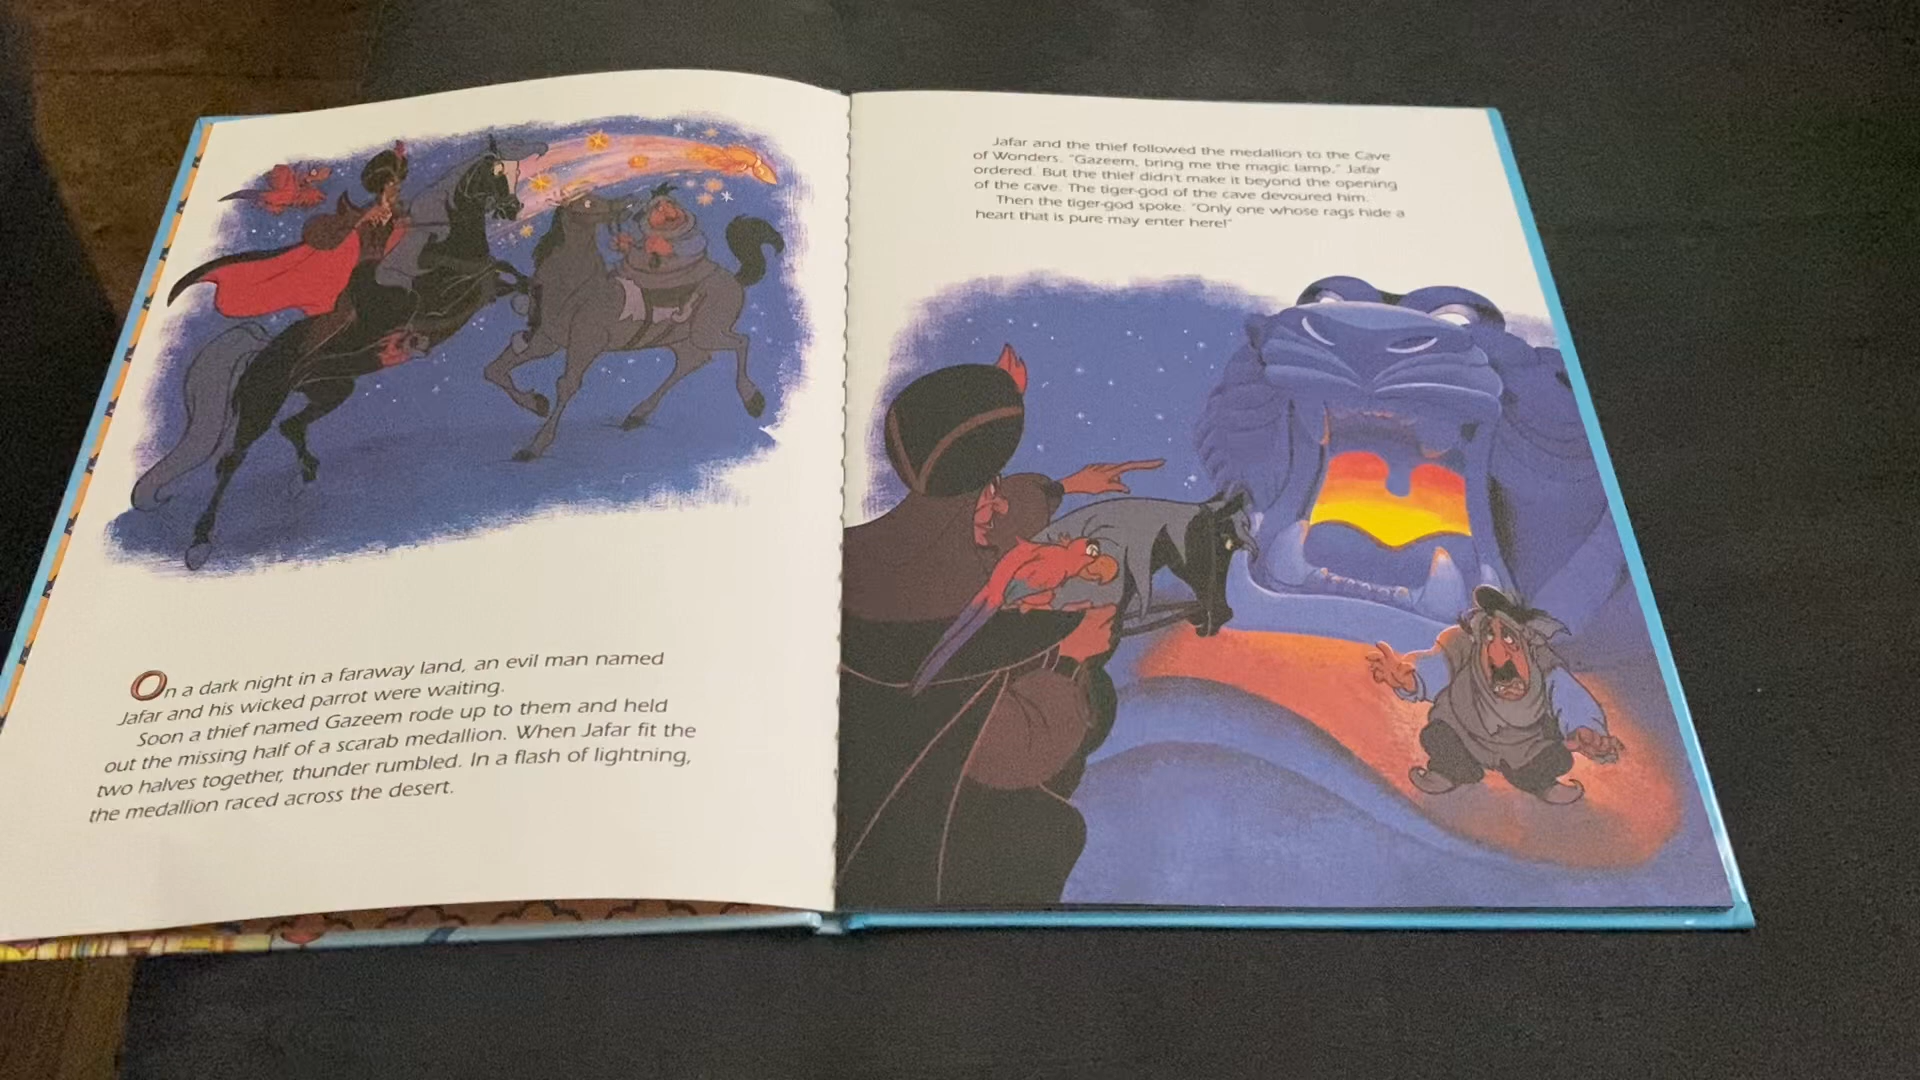 On a dark night in a faraway land, an evil man named
Jafar and his wicked parrot were waiting.
Soon a thief named Gazeem rode up to them and held
out the missing half of a scarab medallion. When Jafar fit the
two halves together, thunder rumbled. In a flash of lightning,
the medallion raced across the desert.
Jafar and the thief followed the medallion to the Cave
of Wonders. "Gazeem, bring me the magic lamp," Jafar
ordered. But the thief didn't make it beyond the opening
of the cave. The tiger-god of the cave devoured him.
Then the tiger-god spoke. "Only one whose rags hide a
heart that is pure may enter here!"